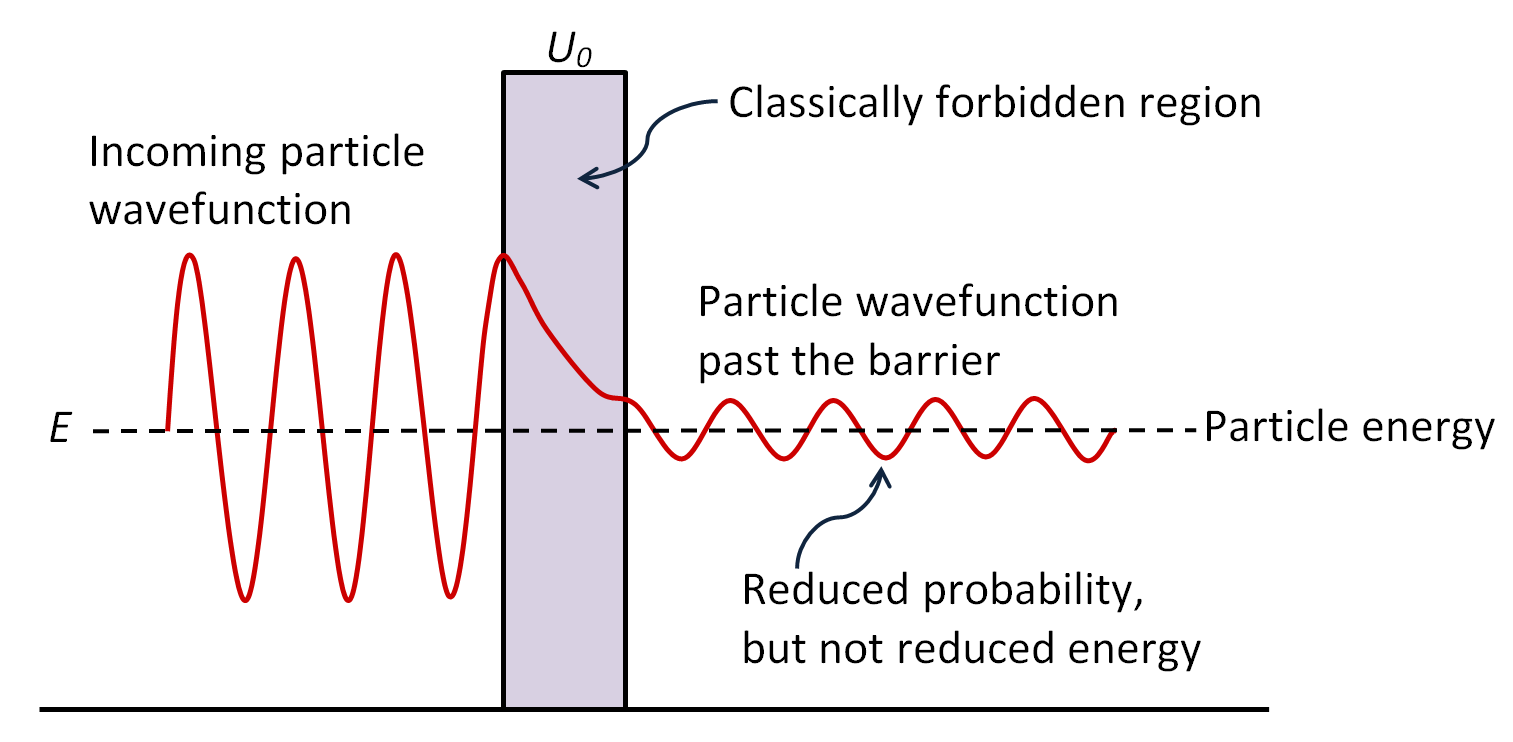 U₀
Classically forbidden region
Incoming particle
wavefunction
Particle wavefunction
past the barrier
E
Particle energy
Reduced probability,
but not reduced energy